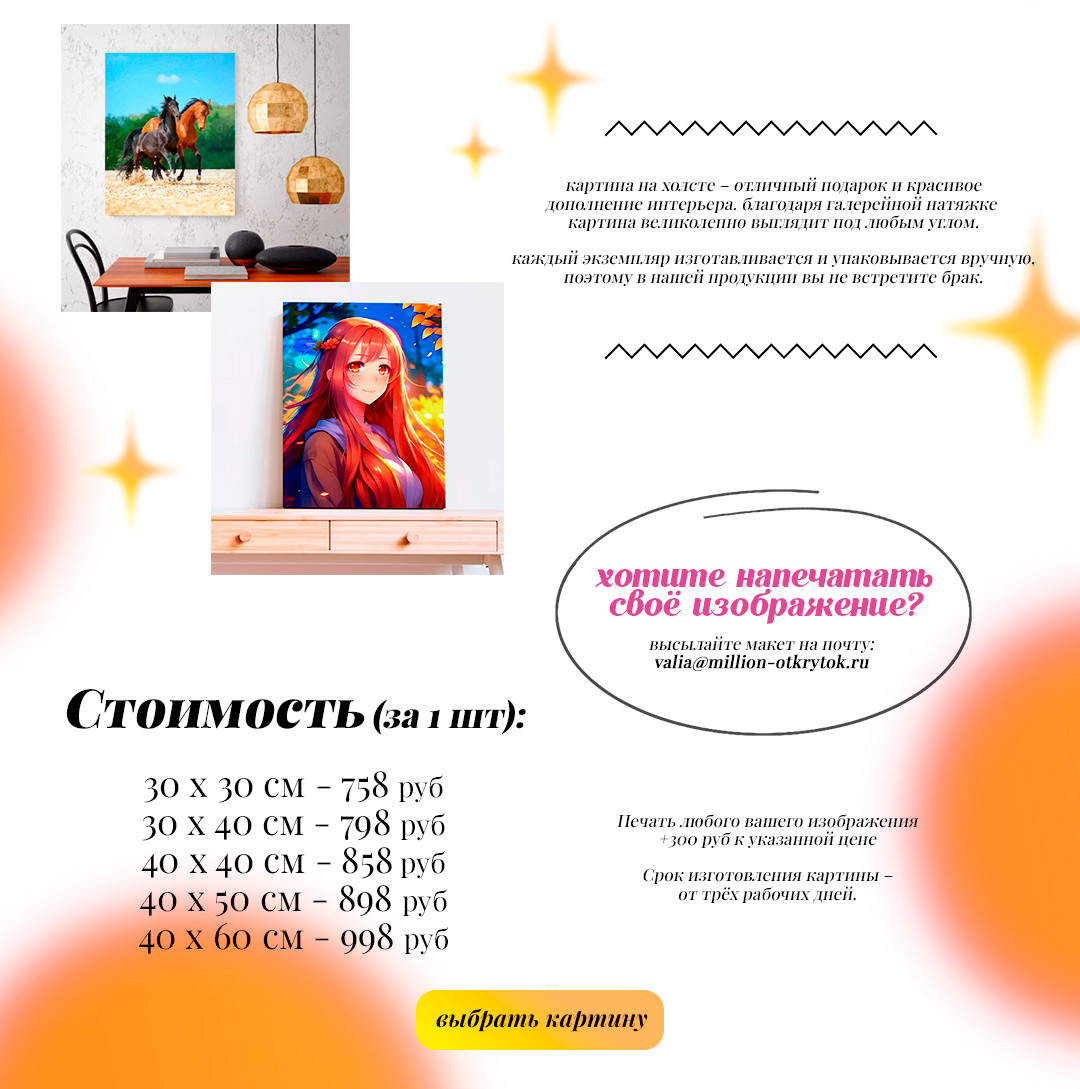 картина на холсте – отличный подарок и красивое
дополнение интерьера. благодаря галерейной натяжке
картина великолепно выглядит под любым углом.
каждый экземпляр изготавливается и упаковывается вручную,
поэтому в нашей продукции вы не встретите брак.
хотите напечатать
своё изображение?
высылайте макет на почту:
valia@million-otkrytok.ru
Стоимость (за 1 шт):
30 х 30 см - 758 руб
30 х 40 см - 798 руб
40 х 40 см - 858 руб
40 х 50 см - 898 руб
40 х 60 см - 998 руб
Печать любого вашего изображения
+300 руб к указанной цене
Срок изготовления картины –
от трёх рабочих дней.
выбрать картину